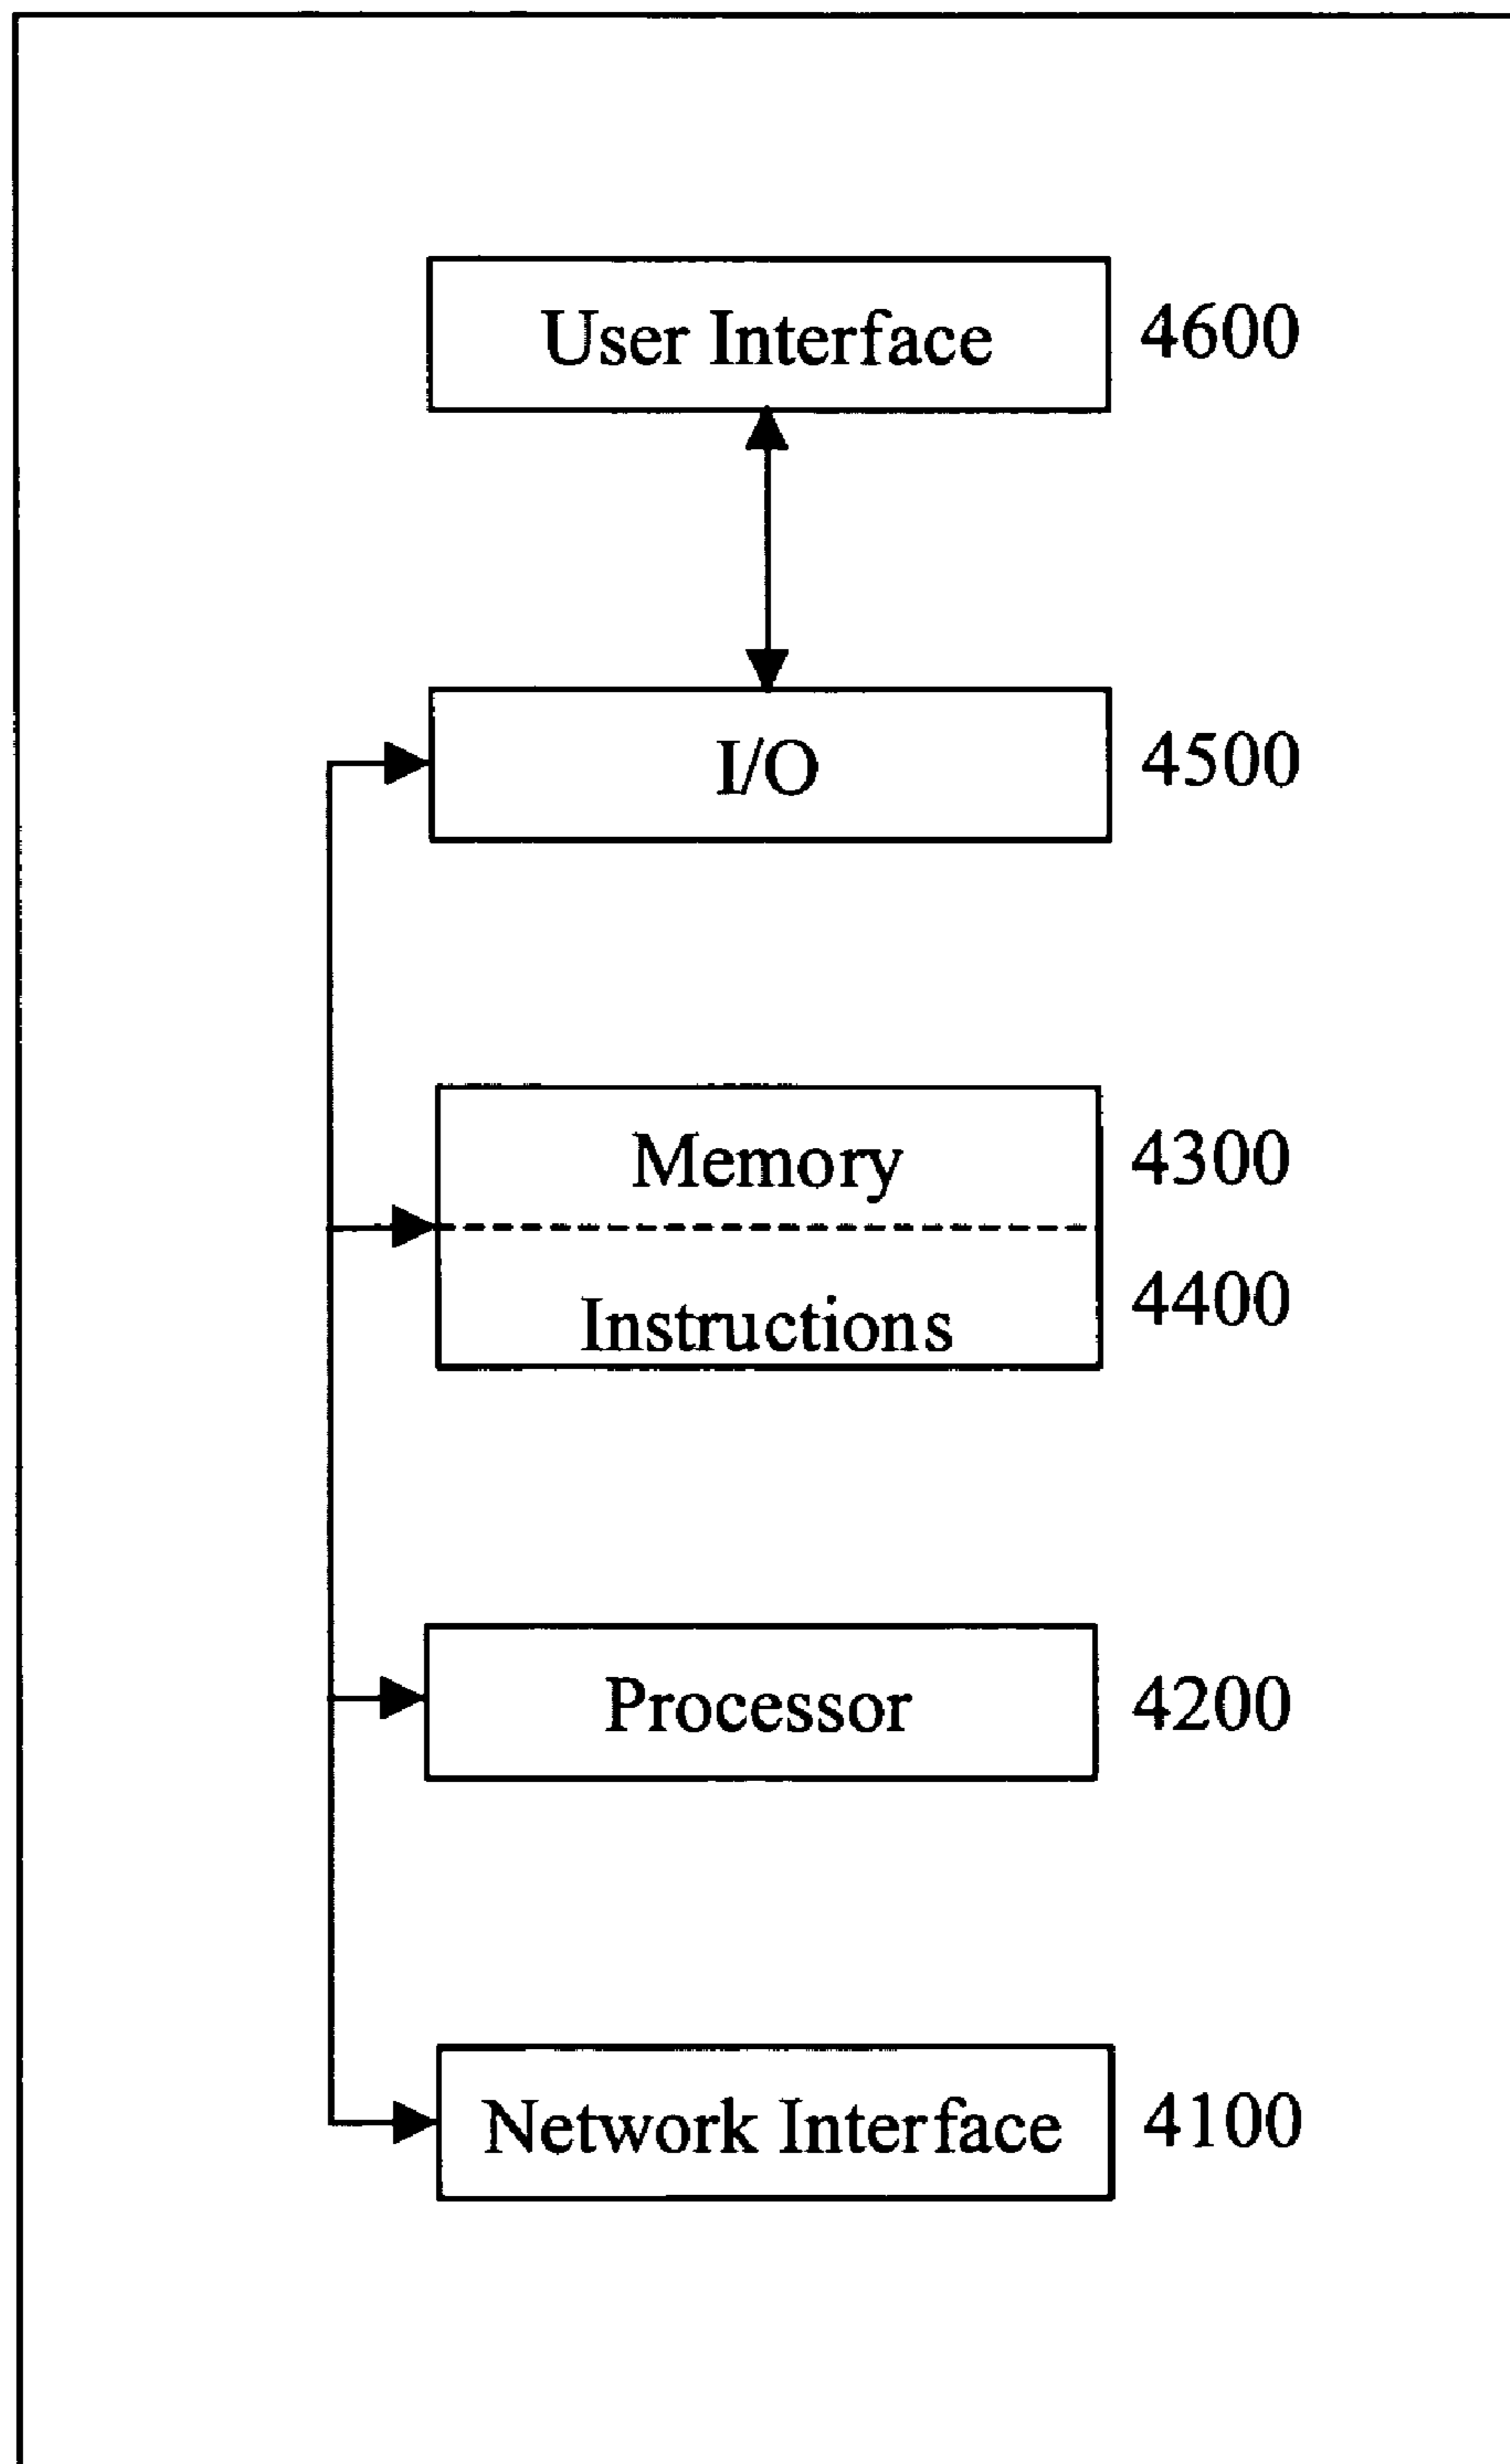 User Interface 4600
I/O 4500
Memory 4300
Instructions 4400
Processor 4200
Network Interface 4100